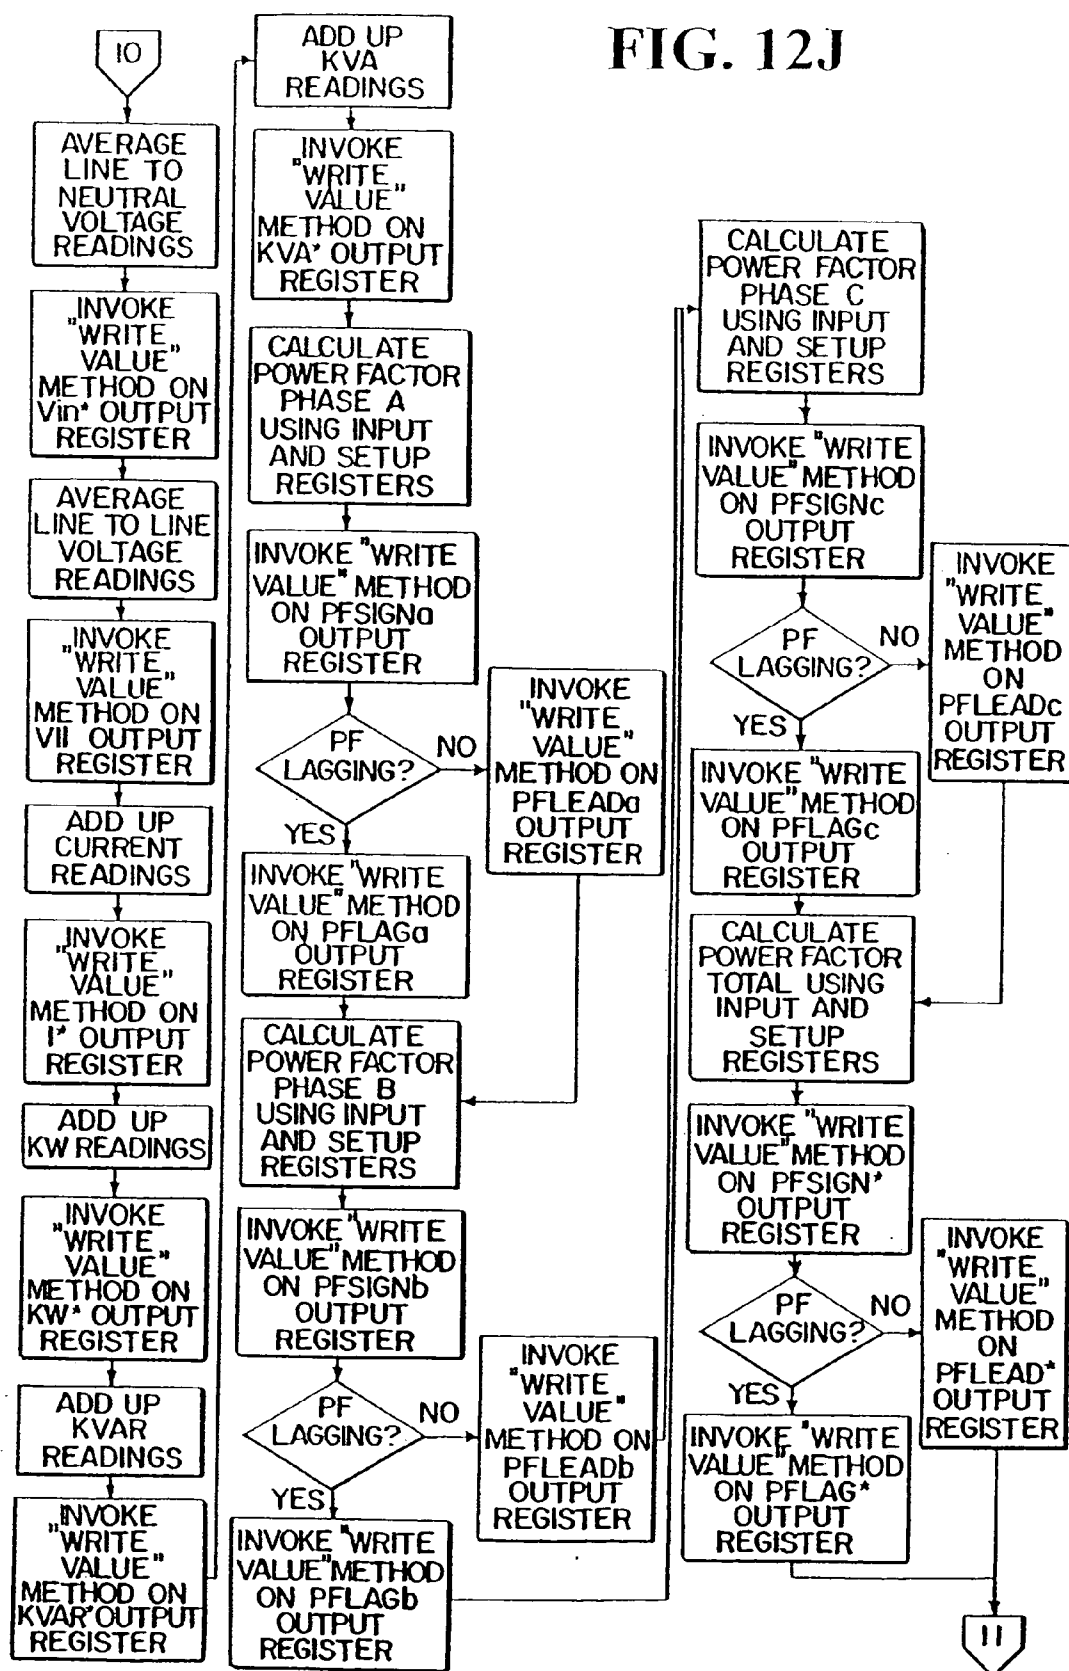 FIG. 12J
10
AVERAGE
LINE TO
NEUTRAL
VOLTAGE
READINGS
INVOKE
"WRITE
VALUE"
METHOD ON
Vin* OUTPUT
REGISTER
AVERAGE
LINE TO LINE
VOLTAGE
READINGS
INVOKE
"WRITE
VALUE"
METHOD ON
Vll OUTPUT
REGISTER
ADD UP
CURRENT
READINGS
INVOKE
"WRITE
VALUE"
METHOD ON
I* OUTPUT
REGISTER
ADD UP
KW READINGS
INVOKE
"WRITE
VALUE"
METHOD ON
KW* OUTPUT
REGISTER
ADD UP
KVAR
READINGS
INVOKE
"WRITE
VALUE"
METHOD ON
KVAR* OUTPUT
REGISTER
ADD UP
KVA
READINGS
INVOKE
"WRITE
VALUE"
METHOD ON
KVA* OUTPUT
REGISTER
CALCULATE
POWER FACTOR
PHASE A
USING INPUT
AND SETUP
REGISTERS
INVOKE "WRITE
VALUE" METHOD
ON PFSIGNa
OUTPUT
REGISTER
PF
LAGGING?
NO
YES
INVOKE
"WRITE
VALUE"
METHOD ON
PFLEADa
OUTPUT
REGISTER
INVOKE "WRITE
VALUE" METHOD
ON PFLAGa
OUTPUT
REGISTER
CALCULATE
POWER FACTOR
PHASE B
USING INPUT
AND SETUP
REGISTERS
INVOKE "WRITE
VALUE" METHOD
ON PFSIGNb
OUTPUT
REGISTER
PF
LAGGING?
NO
YES
INVOKE
"WRITE
VALUE"
METHOD ON
PFLEADb
OUTPUT
REGISTER
INVOKE "WRITE
VALUE" METHOD
ON PFLAGb
OUTPUT
REGISTER
CALCULATE
POWER FACTOR
PHASE C
USING INPUT
AND SETUP
REGISTERS
INVOKE "WRITE
VALUE" METHOD
ON PFSIGNc
OUTPUT
REGISTER
PF
LAGGING?
NO
YES
INVOKE
"WRITE
VALUE"
METHOD
ON
PFLEADc
OUTPUT
REGISTER
INVOKE "WRITE
VALUE" METHOD
ON PFLAGc
OUTPUT
REGISTER
CALCULATE
POWER FACTOR
TOTAL USING
INPUT AND
SETUP
REGISTERS
INVOKE "WRITE
VALUE" METHOD
ON PFSIGN*
OUTPUT
REGISTER
PF
LAGGING?
NO
YES
INVOKE
"WRITE
VALUE"
METHOD
ON
PFLEAD*
OUTPUT
REGISTER
INVOKE "WRITE
VALUE" METHOD
ON PFLAG*
OUTPUT
REGISTER
11